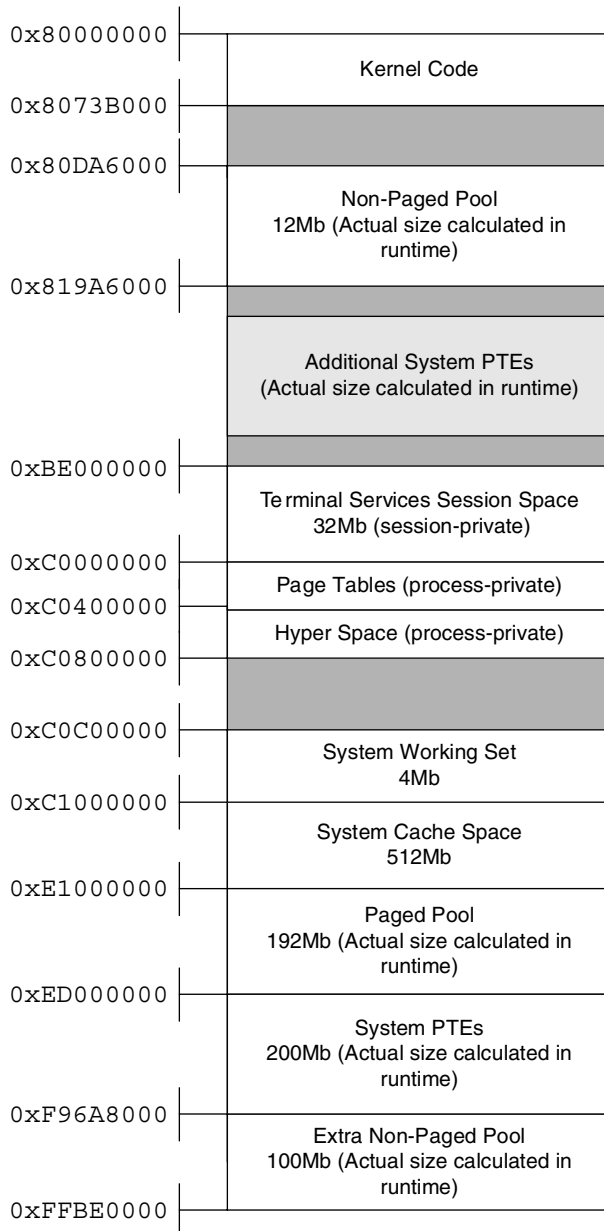 0x80000000
Kernel Code
0x8073B000
0x80DA6000
Non-Paged Pool
12Mb (Actual size calculated in
runtime)
0x819A6000
Additional System PTEs
(Actual size calculated in runtime)
0xBE000000
Terminal Services Session Space
32Mb (session-private)
0xC0000000
Page Tables (process-private)
0xC0400000
Hyper Space (process-private)
0xC0800000
0xC0C00000
System Working Set
4Mb
0xC1000000
System Cache Space
512Mb
0xE1000000
Paged Pool
192Mb (Actual size calculated in
runtime)
0xED000000
System PTEs
200Mb (Actual size calculated in
runtime)
0xF96A8000
Extra Non-Paged Pool
100Mb (Actual size calculated in
runtime)
0xFFBE0000